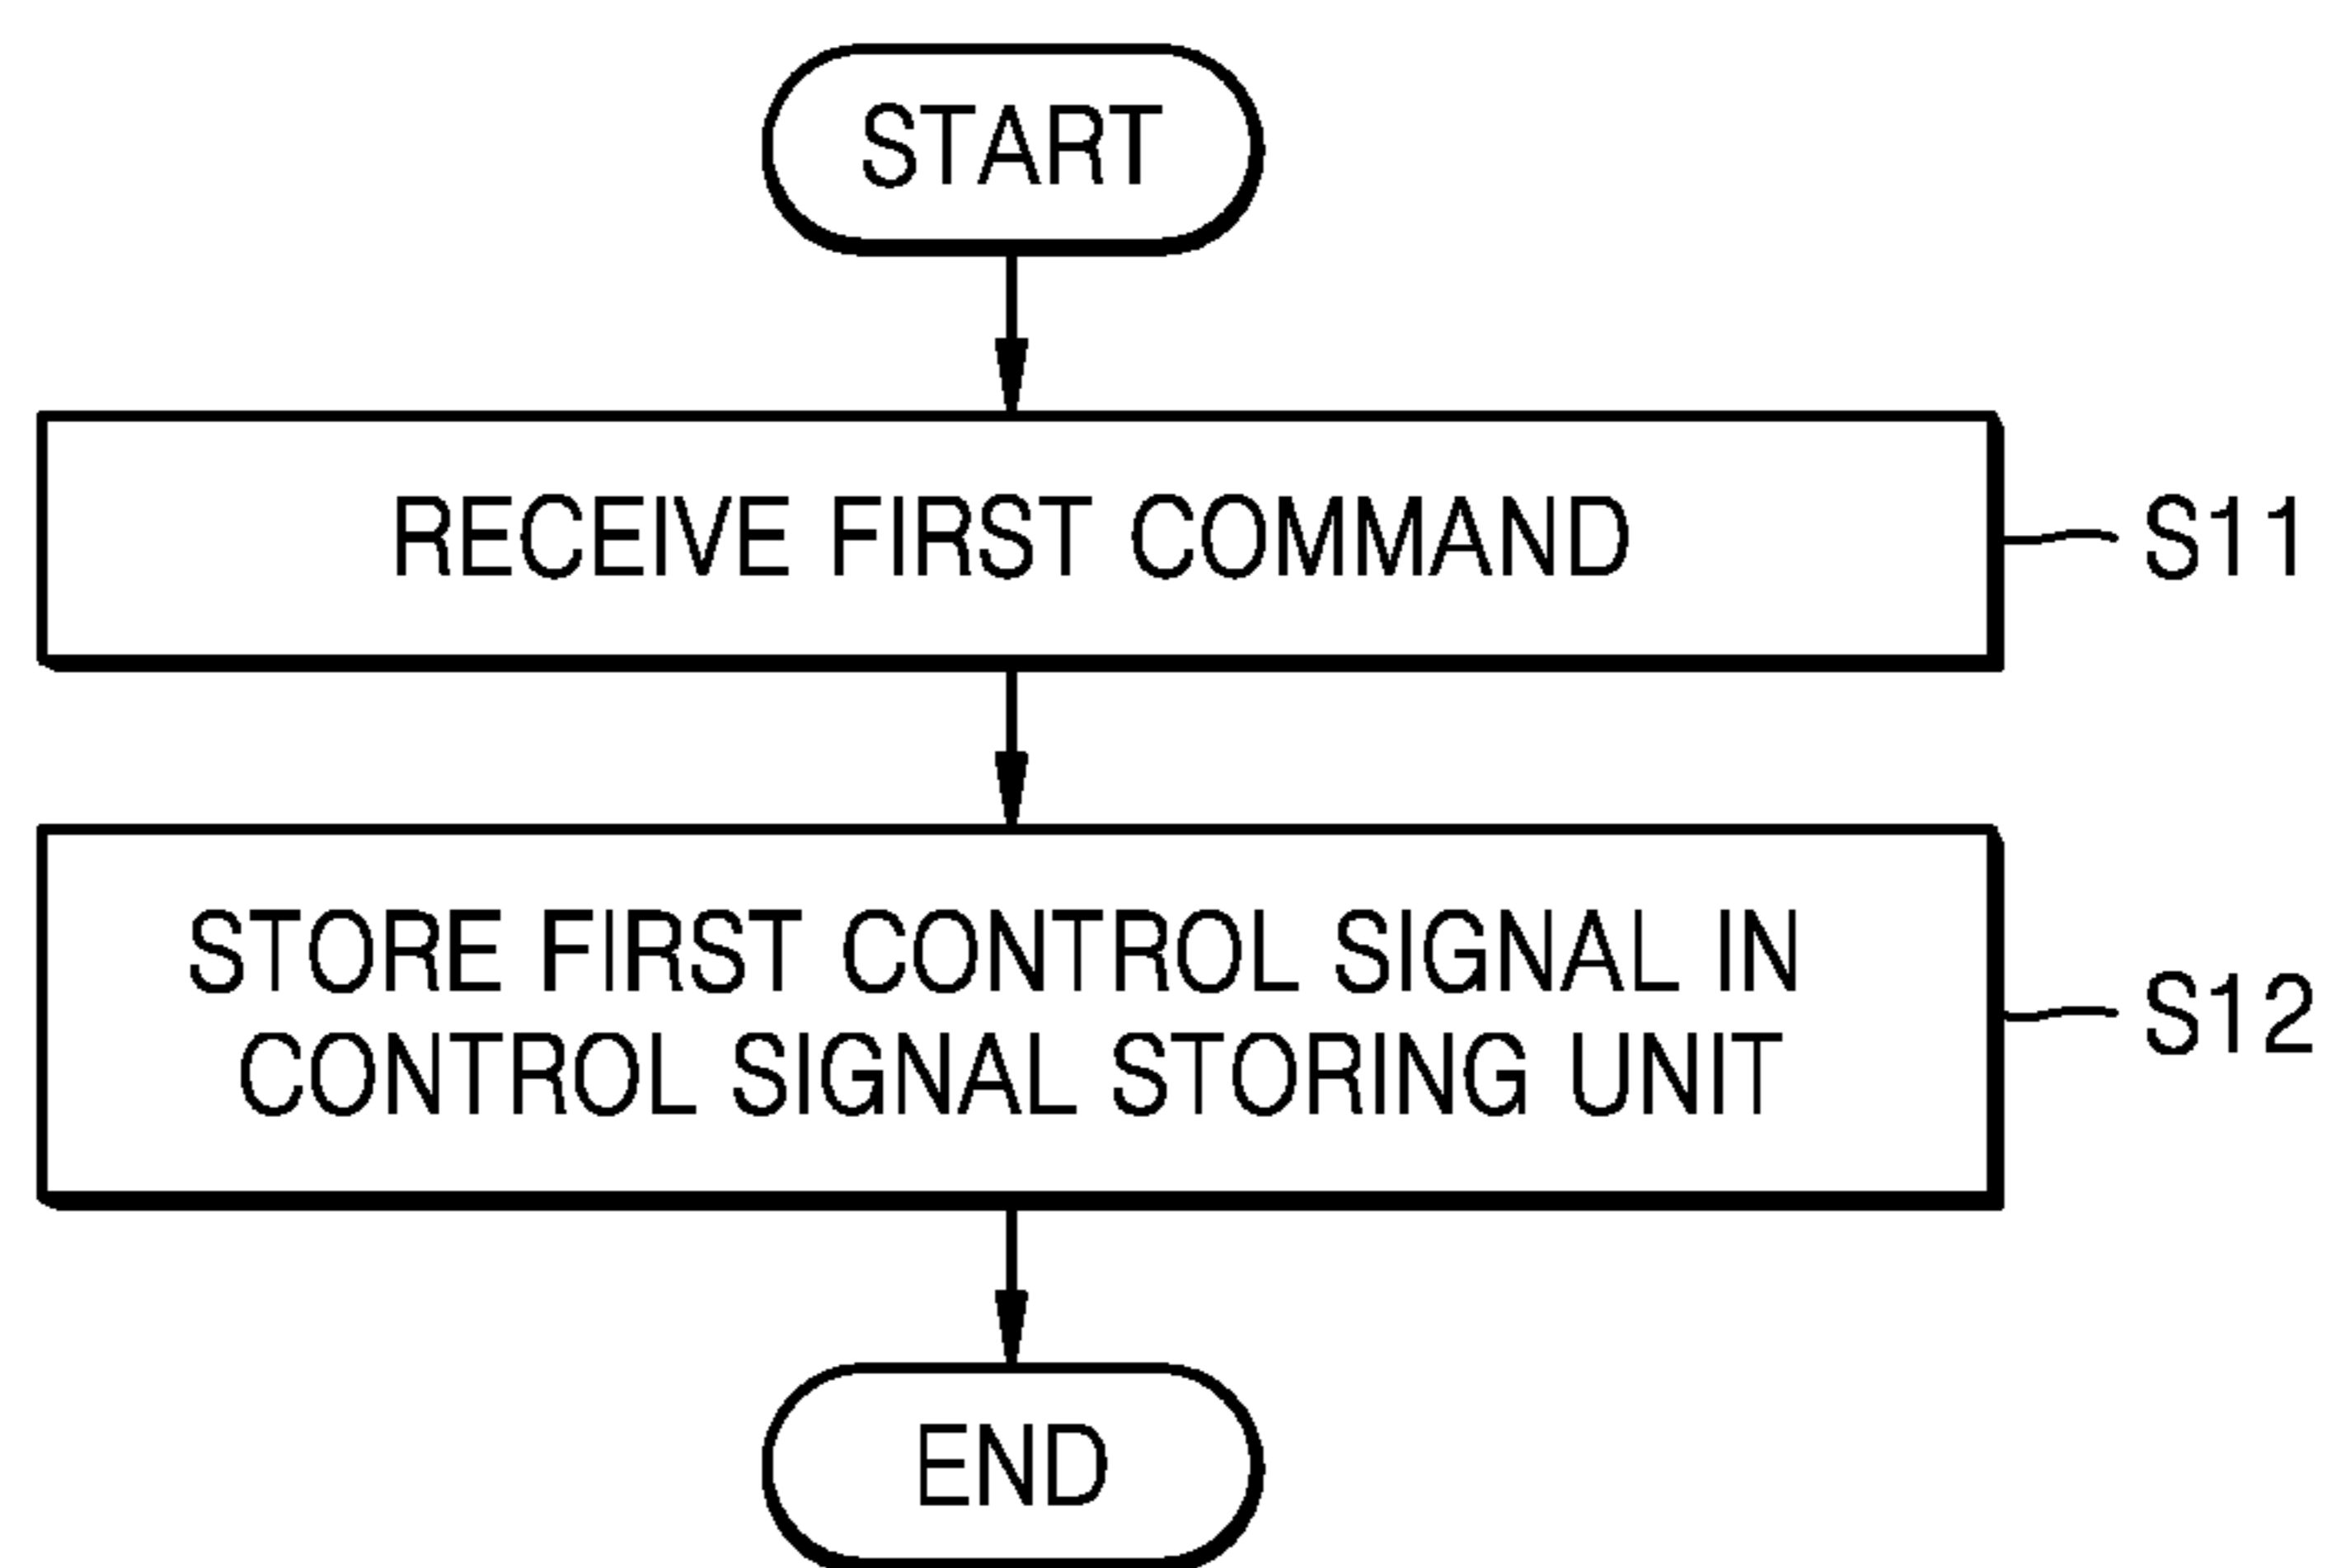 START
RECEIVE FIRST COMMAND
S11
STORE FIRST CONTROL SIGNAL IN
CONTROL SIGNAL STORING UNIT
S12
END